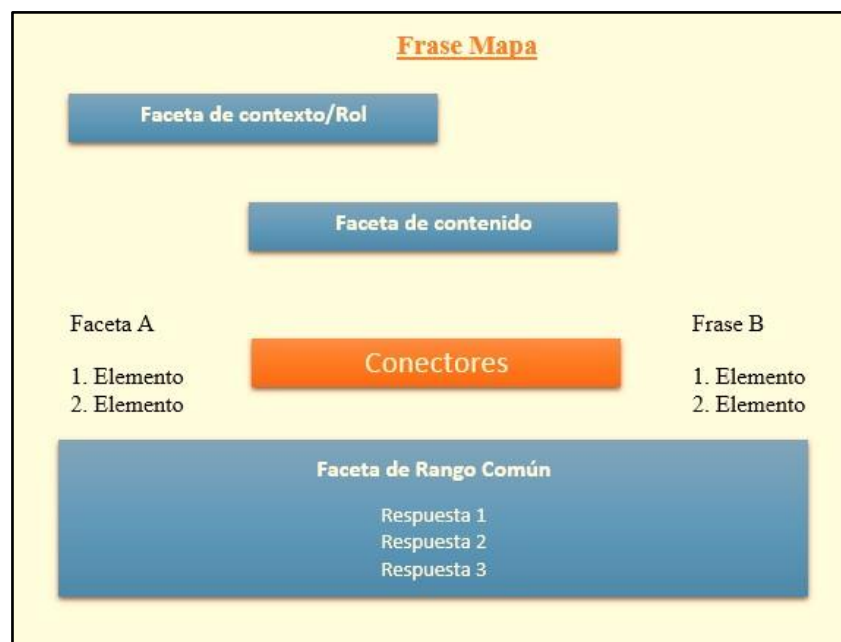 Frase Mapa
Faceta de contexto/Rol
Faceta de contenido
Faceta A
1. Elemento
2. Elemento
Conectores
Frase B
1. Elemento
2. Elemento
Faceta de Rango Común
Respuesta 1
Respuesta 2
Respuesta 3